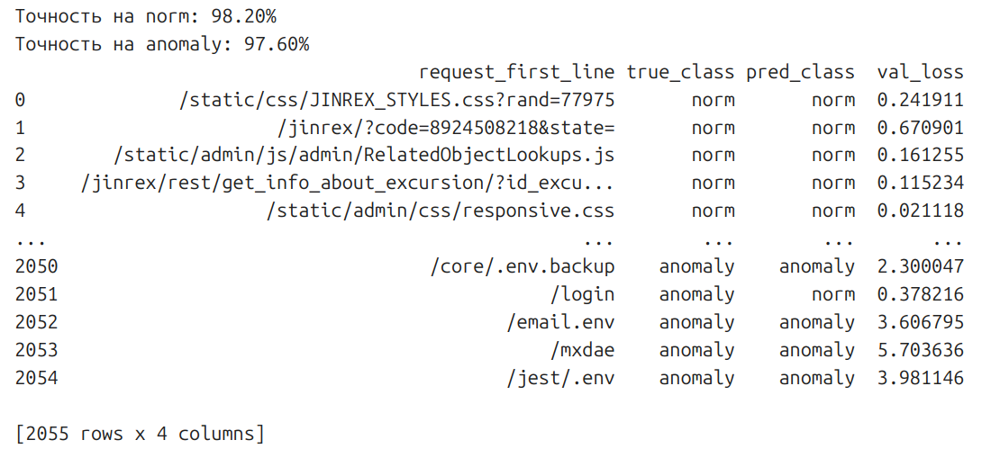 Точность на norm: 98.20%
Точность на anomaly: 97.60%
request_first_line true_class pred_class val_loss
0 /static/css/JINREX_STYLES.css?rand=77975 norm norm 0.241911
1 /jinrex/?code=8924508218&state= norm norm 0.670901
2 /static/admin/js/admin/RelatedObjectLookups.js norm norm 0.161255
3 /jinrex/rest/get_info_about_excursion/?id_excu... norm norm 0.115234
4 /static/admin/css/responsive.css norm norm 0.021118
... ... ... ... ...
2050 /core/.env.backup anomaly anomaly 2.300047
2051 /login anomaly norm 0.378216
2052 /email.env anomaly anomaly 3.606795
2053 /mxdae anomaly anomaly 5.703636
2054 /jest/.env anomaly anomaly 3.981146
[2055 rows x 4 columns]